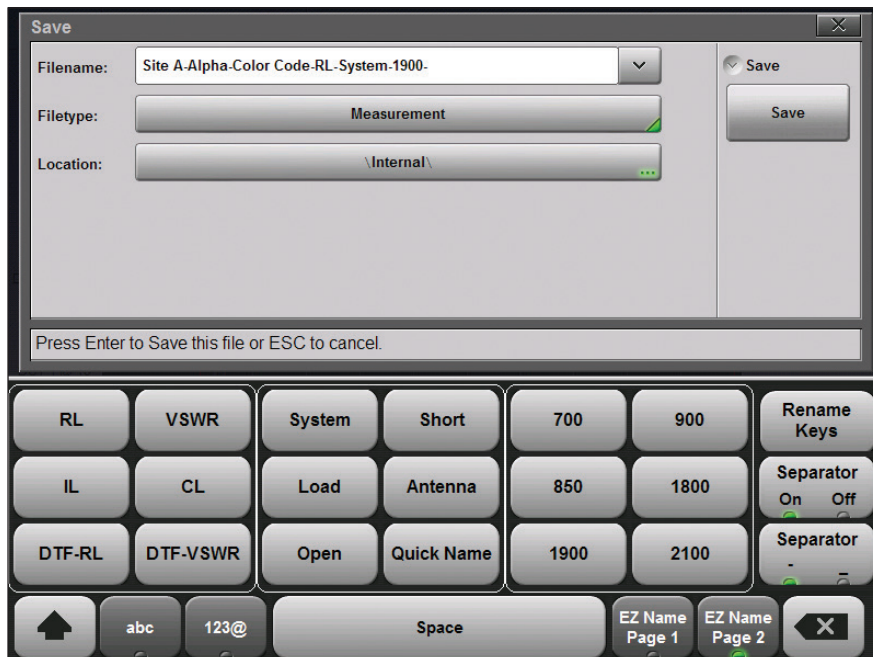 Save
Filename: Site A-Alpha-Color Code-RL-System-1900-
Save
Filetype: Measurement
Save
Location: \Internal\
Press Enter to Save this file or ESC to cancel.
RL VSWR System Short 700 900 Rename Keys
IL CL Load Antenna 850 1800 Separator On Off
DTF-RL DTF-VSWR Open Quick Name 1900 2100 Separator - _
abc 123@ Space EZ Name Page 1 EZ Name Page 2